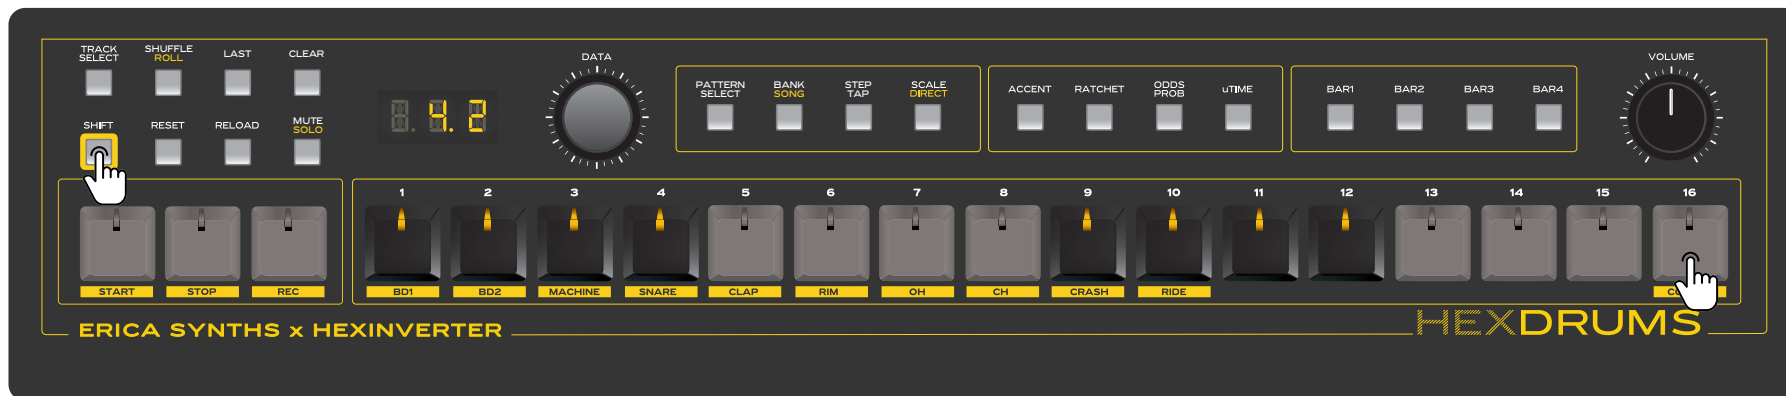 TRACK SELECT
SHUFFLE ROLL
LAST
CLEAR
SHIFT
RESET
RELOAD
MUTE SOLO
4.2
DATA
PATTERN SELECT
BANK SONG
STEP TAP
SCALE DIRECT
ACCENT
RATCHET
ODDS PROB
uTIME
BAR1
BAR2
BAR3
BAR4
VOLUME
1 2 3 4 5 6 7 8 9 10 11 12 13 14 15 16
START
STOP
REC
BD1
BD2
MACHINE
SNARE
CLAP
RIM
OH
CH
CRASH
RIDE
ERICA SYNTHS x HEXINVERTER
HEXDRUMS